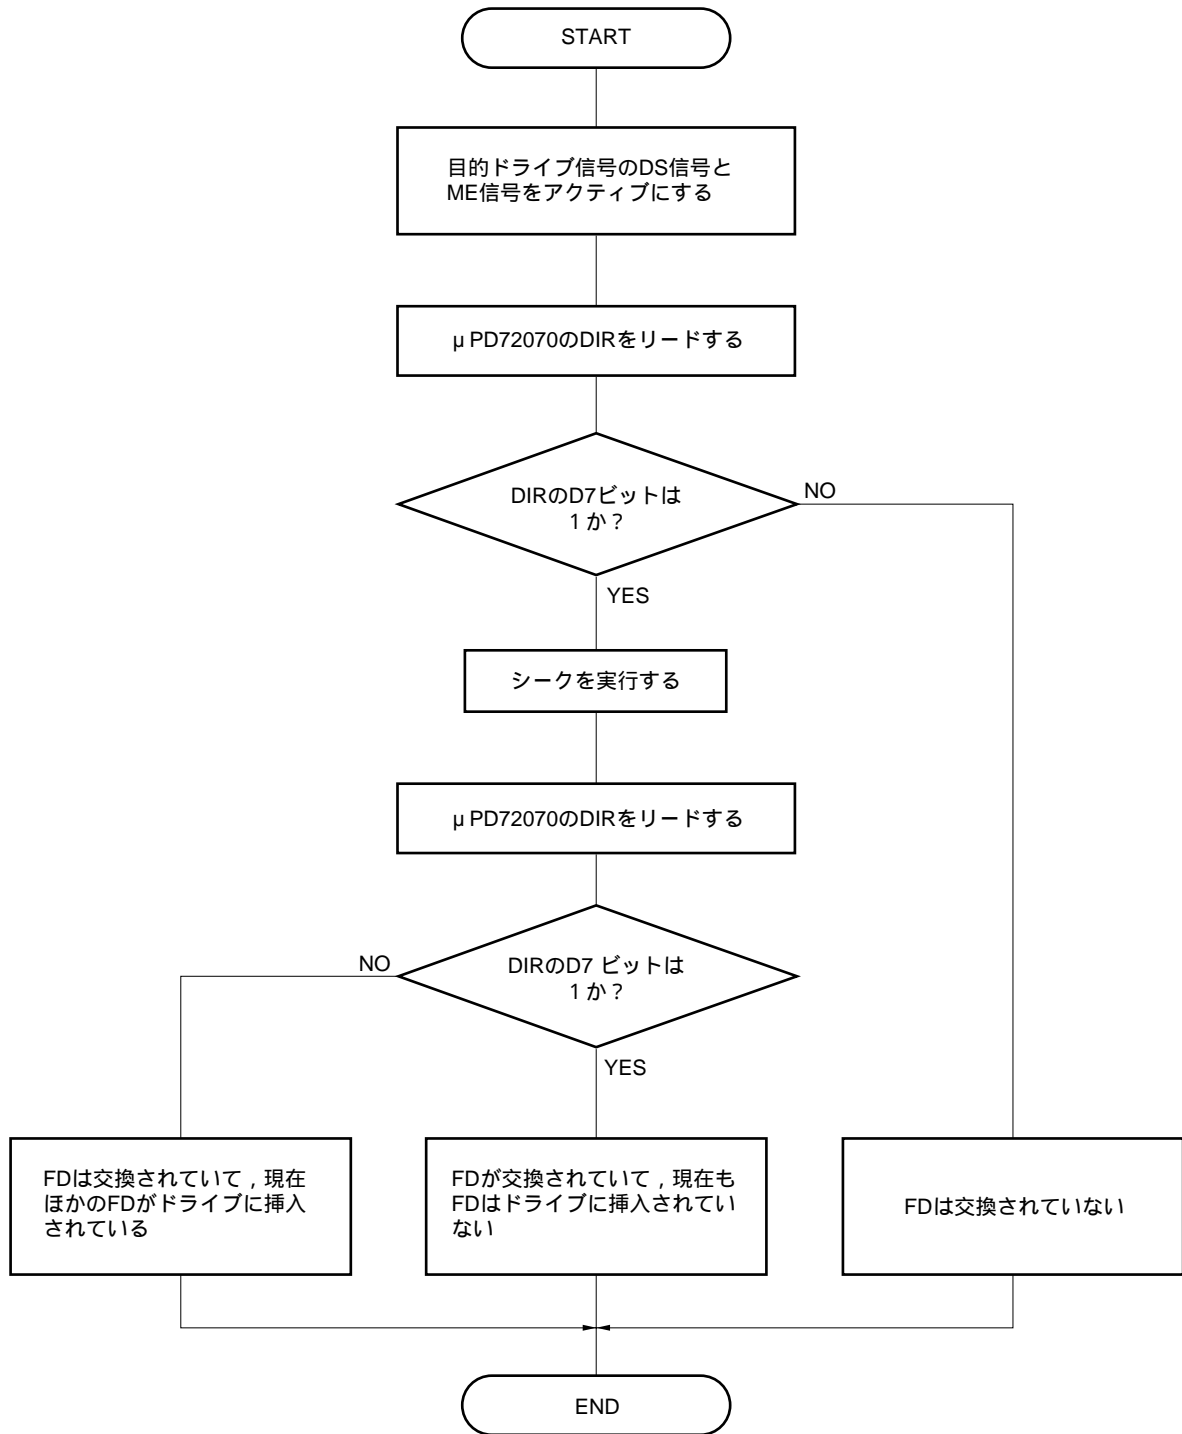 START
目的ドライブ信号のDS信号と
ME信号をアクティブにする
μ PD72070のDIRをリードする
DIRのD7ビットは
1 か？
NO
YES
シークを実行する
μ PD72070のDIRをリードする
DIRのD7 ビットは
1 か？
NO
YES
FDは交換されていて，現在
ほかのFDがドライブに挿入
されている
FDが交換されていて，現在も
FDはドライブに挿入されてい
ない
FDは交換されていない
END